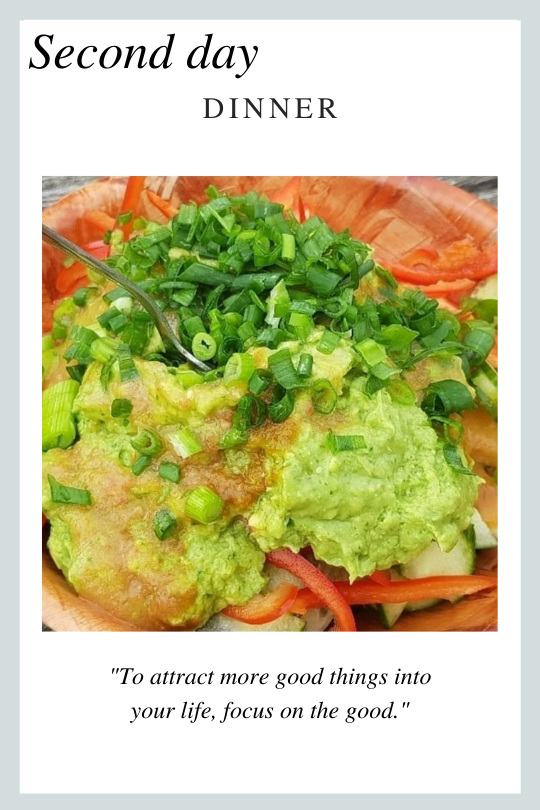 Second day
DINNER
"To attract more good things into
your life, focus on the good."